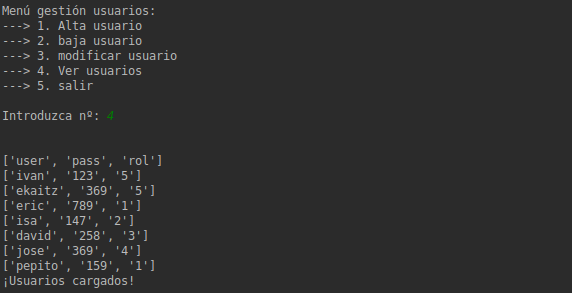 Menú gestión usuarios:
---> 1. Alta usuario
---> 2. baja usuario
---> 3. modificar usuario
---> 4. Ver usuarios
---> 5. salir
Introduzca nº: 4
['user', 'pass', 'rol']
['ivan', '123', '5']
['ekaitz', '369', '5']
['eric', '789', '1']
['isa', '147', '2']
['david', '258', '3']
['jose', '369', '4']
['pepito', '159', '1']
¡Usuarios cargados!